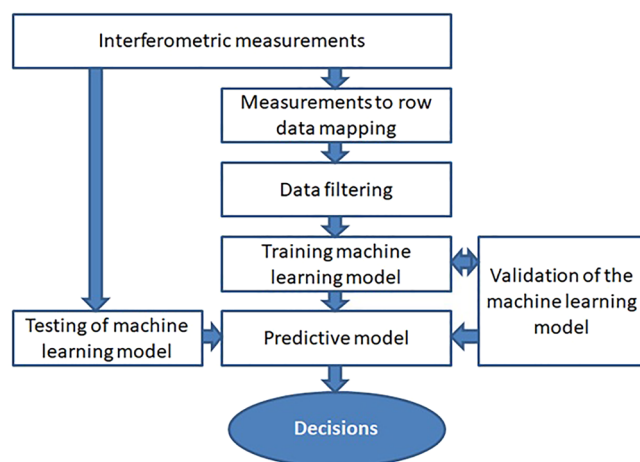 Interferometric measurements
Measurements to row
data mapping
Data filtering
Training machine
learning model
Validation of the
machine learning
model
Testing of machine
learning model
Predictive model
Decisions